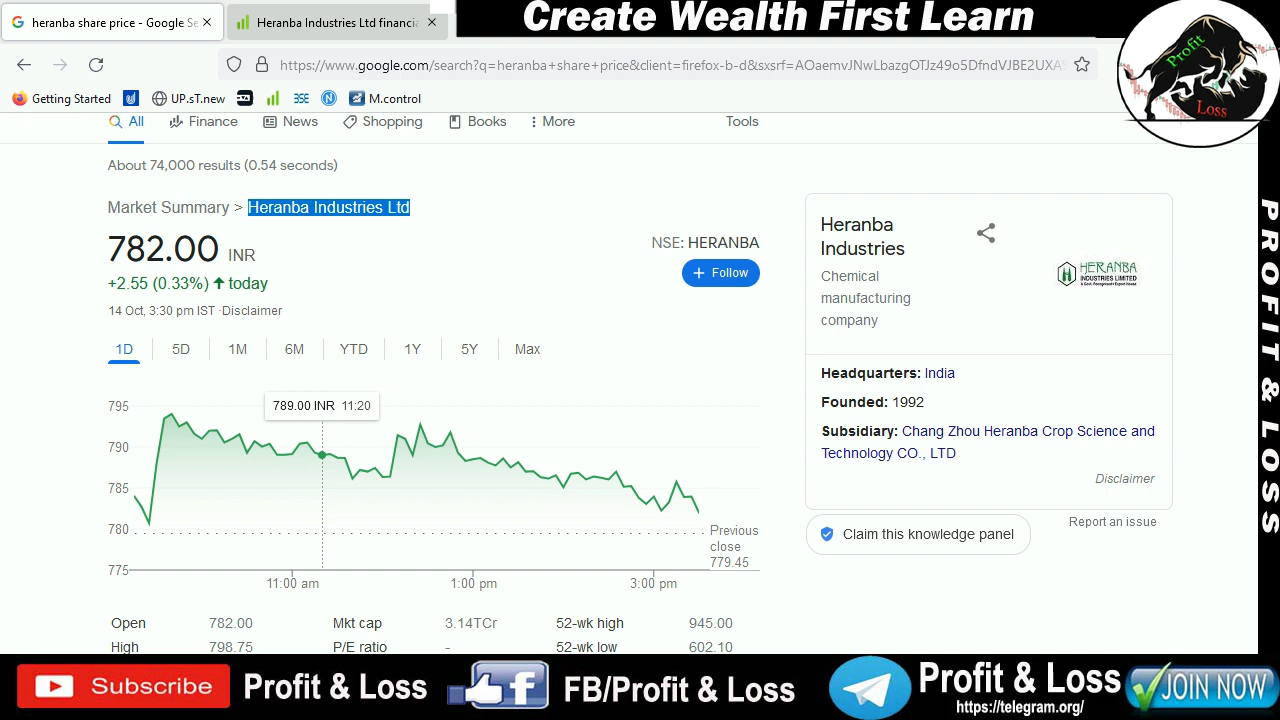 heranba share price - Google Se
Heranba Industries Ltd financia
Create Wealth First Learn
https://www.google.com/search?q=heranba+share+price&client=firefox-b-d&sxsrf=
Getting Started
UP.sT.new
BSE
M.control
Profit
Loss
All
Finance
News
Shopping
Books
More
Tools
About 74,000 results (0.54 seconds)
Market Summary > Heranba Industries Ltd
782.00 INR
+2.55 (0.33%) today
14 Oct, 3:30 pm IST · Disclaimer
NSE: HERANBA
+ Follow
1D
5D
1M
6M
YTD
1Y
5Y
Max
789.00 INR 11:20
795
790
785
780
775
Previous
close
779.45
11:00 am
1:00 pm
3:00 pm
Open 782.00
Mkt cap 3.14TCr
52-wk high 945.00
High 798.75
P/E ratio -
52-wk low 602.10
Heranba
Industries
Chemical
manufacturing
company
HERANBA
INDUSTRIES LIMITED
Headquarters: India
Founded: 1992
Subsidiary: Chang Zhou Heranba Crop Science and
Technology CO., LTD
Disclaimer
Claim this knowledge panel
Report an issue
PROFIT & LOSS
Subscribe
Profit & Loss
f
FB/Profit & Loss
Profit & Loss
https://telegram.org/
JOIN NOW